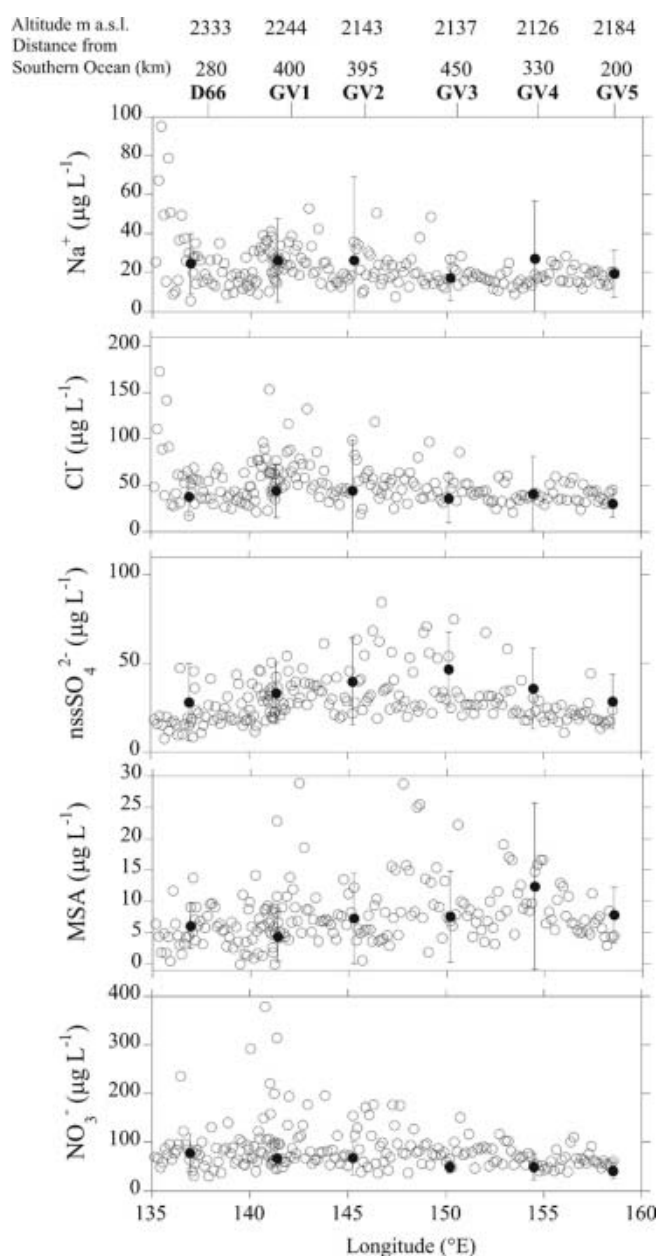 Altitude m a.s.l. 2333 2244 2143 2137 2126 2184
Distance from
Southern Ocean (km) 280 400 395 450 330 200
D66 GV1 GV2 GV3 GV4 GV5
100
80
60
40
20
0
Na⁺ (µg L⁻¹)
200
150
100
50
0
Cl⁻ (µg L⁻¹)
100
50
0
nssSO₄²⁻ (µg L⁻¹)
30
25
20
15
10
5
0
MSA (µg L⁻¹)
400
300
200
100
0
NO₃⁻ (µg L⁻¹)
135 140 145 150 155 160
Longitude (°E)